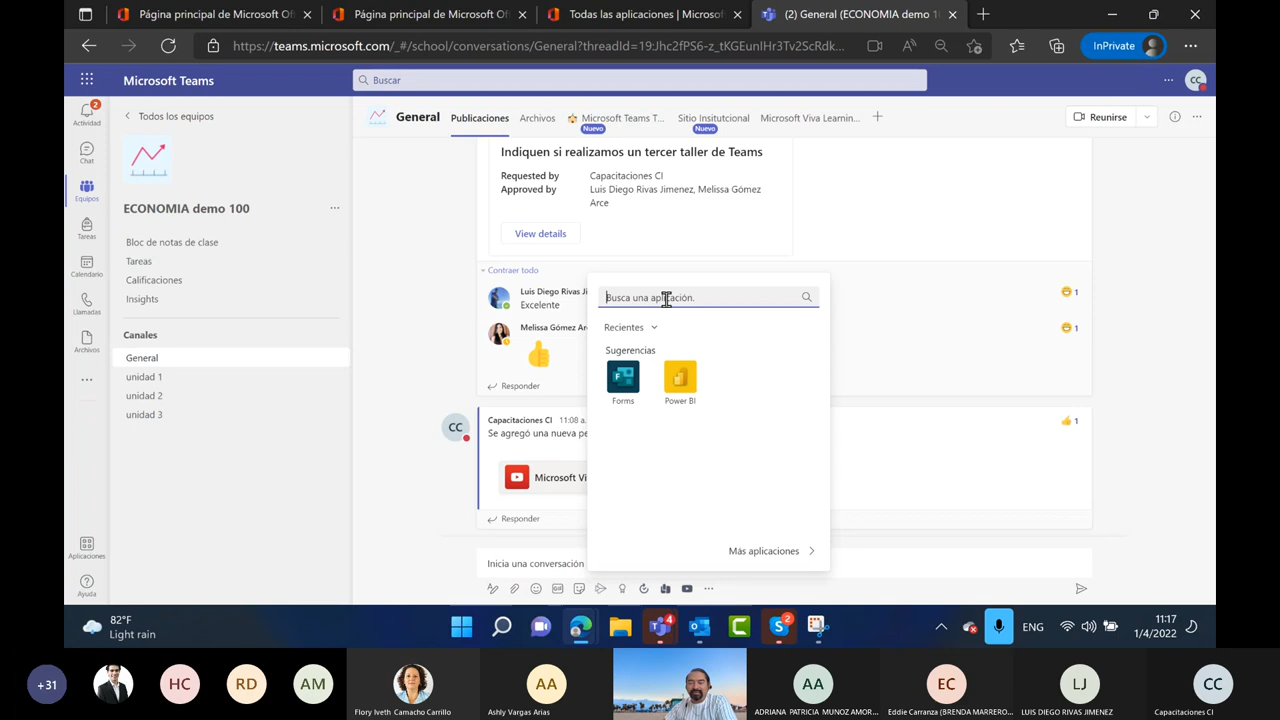 Página principal de Microsoft Of
Página principal de Microsoft Of
Todas las aplicaciones | Microsof
(2) General (ECONOMIA demo 10
https://teams.microsoft.com/_#/school/conversations/General?threadId=19:Jhc2fPS6-z_tKGEunlHr3Tv2ScRdk...
InPrivate
Microsoft Teams
Buscar
CC
2
Actividad
Chat
Equipos
Tareas
Calendario
Llamadas
Archivos
Aplicaciones
Ayuda
Todos los equipos
ECONOMIA demo 100
Bloc de notas de clase
Tareas
Calificaciones
Insights
Canales
General
unidad 1
unidad 2
unidad 3
General
Publicaciones
Archivos
Microsoft Teams T...
Nuevo
Sitio Insitutcional
Nuevo
Microsoft Viva Learnin...
Reunirse
Indiquen si realizamos un tercer taller de Teams
Requested by Capacitaciones CI
Approved by Luis Diego Rivas Jimenez, Melissa Gómez
Arce
View details
Contraer todo
Luis Diego Rivas Ji
Excelente
1
Melissa Gómez Ar
1
Responder
CC
Capacitaciones CI 11:08 a.
Se agregó una nueva pe
1
Microsoft Vi
Responder
Inicia una conversación
Busca una aplicación.
Recientes
Sugerencias
Forms
Power BI
Más aplicaciones
82°F
Light rain
4
2
ENG
11:17
1/4/2022
+31
HC
RD
AM
Flory Iveth Camacho Carrillo
AA
Ashly Vargas Arias
AA
ADRIANA PATRICIA MUNOZ AMOR...
EC
Eddie Carranza (BRENDA MARRERO...
LJ
LUIS DIEGO RIVAS JIMENEZ
CC
Capacitaciones CI